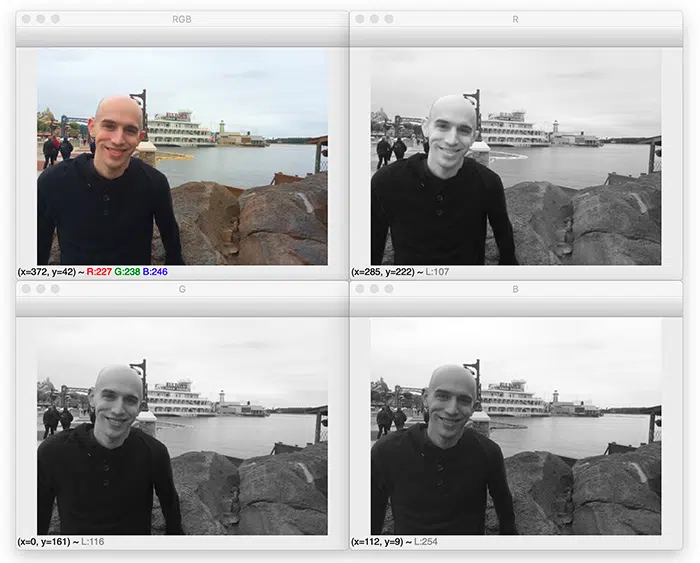 RGB
R
(x=372, y=42) ~ R:227 G:238 B:246
(x=285, y=222) ~ L:107
G
B
(x=0, y=161) ~ L:116
(x=112, y=9) ~ L:254